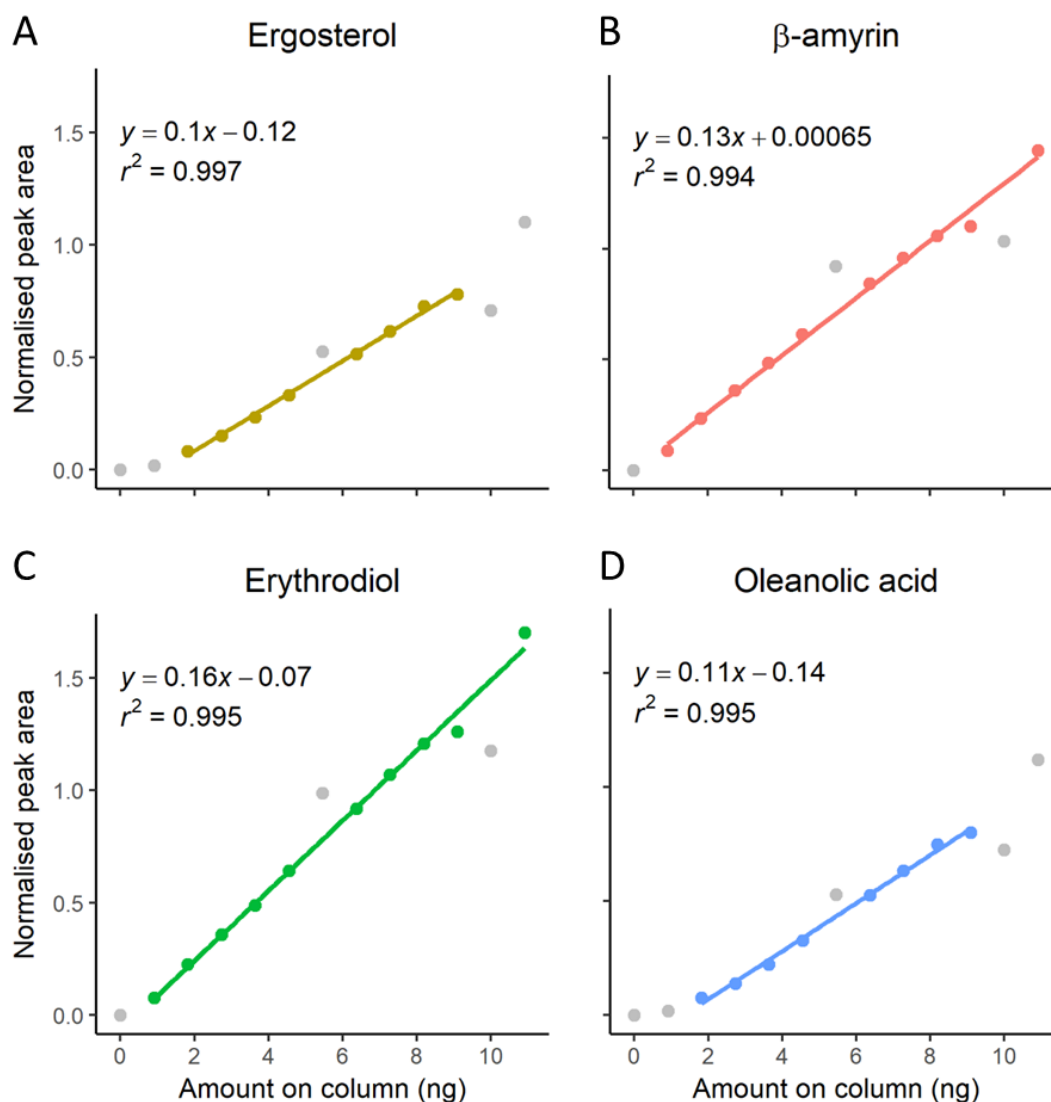 A
Ergosterol
B
β-amyrin
Normalised peak area
1.5
1.0
0.5
0.0
y = 0.1x − 0.12
r² = 0.997
y = 0.13x + 0.00065
r² = 0.994
C
Erythrodiol
D
Oleanolic acid
Normalised peak area
1.5
1.0
0.5
0.0
y = 0.16x − 0.07
r² = 0.995
y = 0.11x − 0.14
r² = 0.995
0 2 4 6 8 10
0 2 4 6 8 10
Amount on column (ng)
Amount on column (ng)